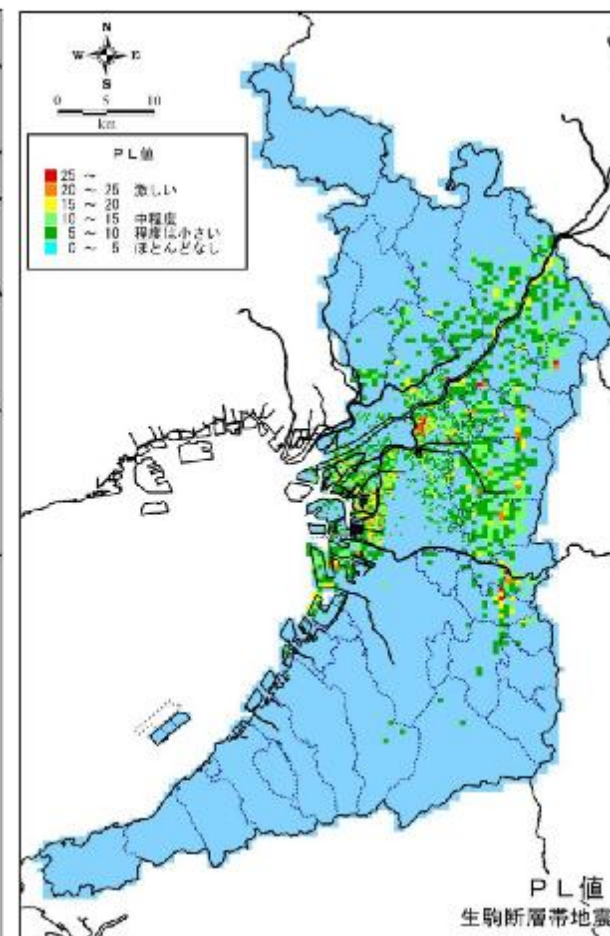 N
W E
S
0 5 10
km
PL値
25 ~
20 ~ 25 激しい
15 ~ 20
10 ~ 15 中程度
5 ~ 10 程度は小さい
0 ~ 5 ほとんどなし
PL値
生駒断層帯地震